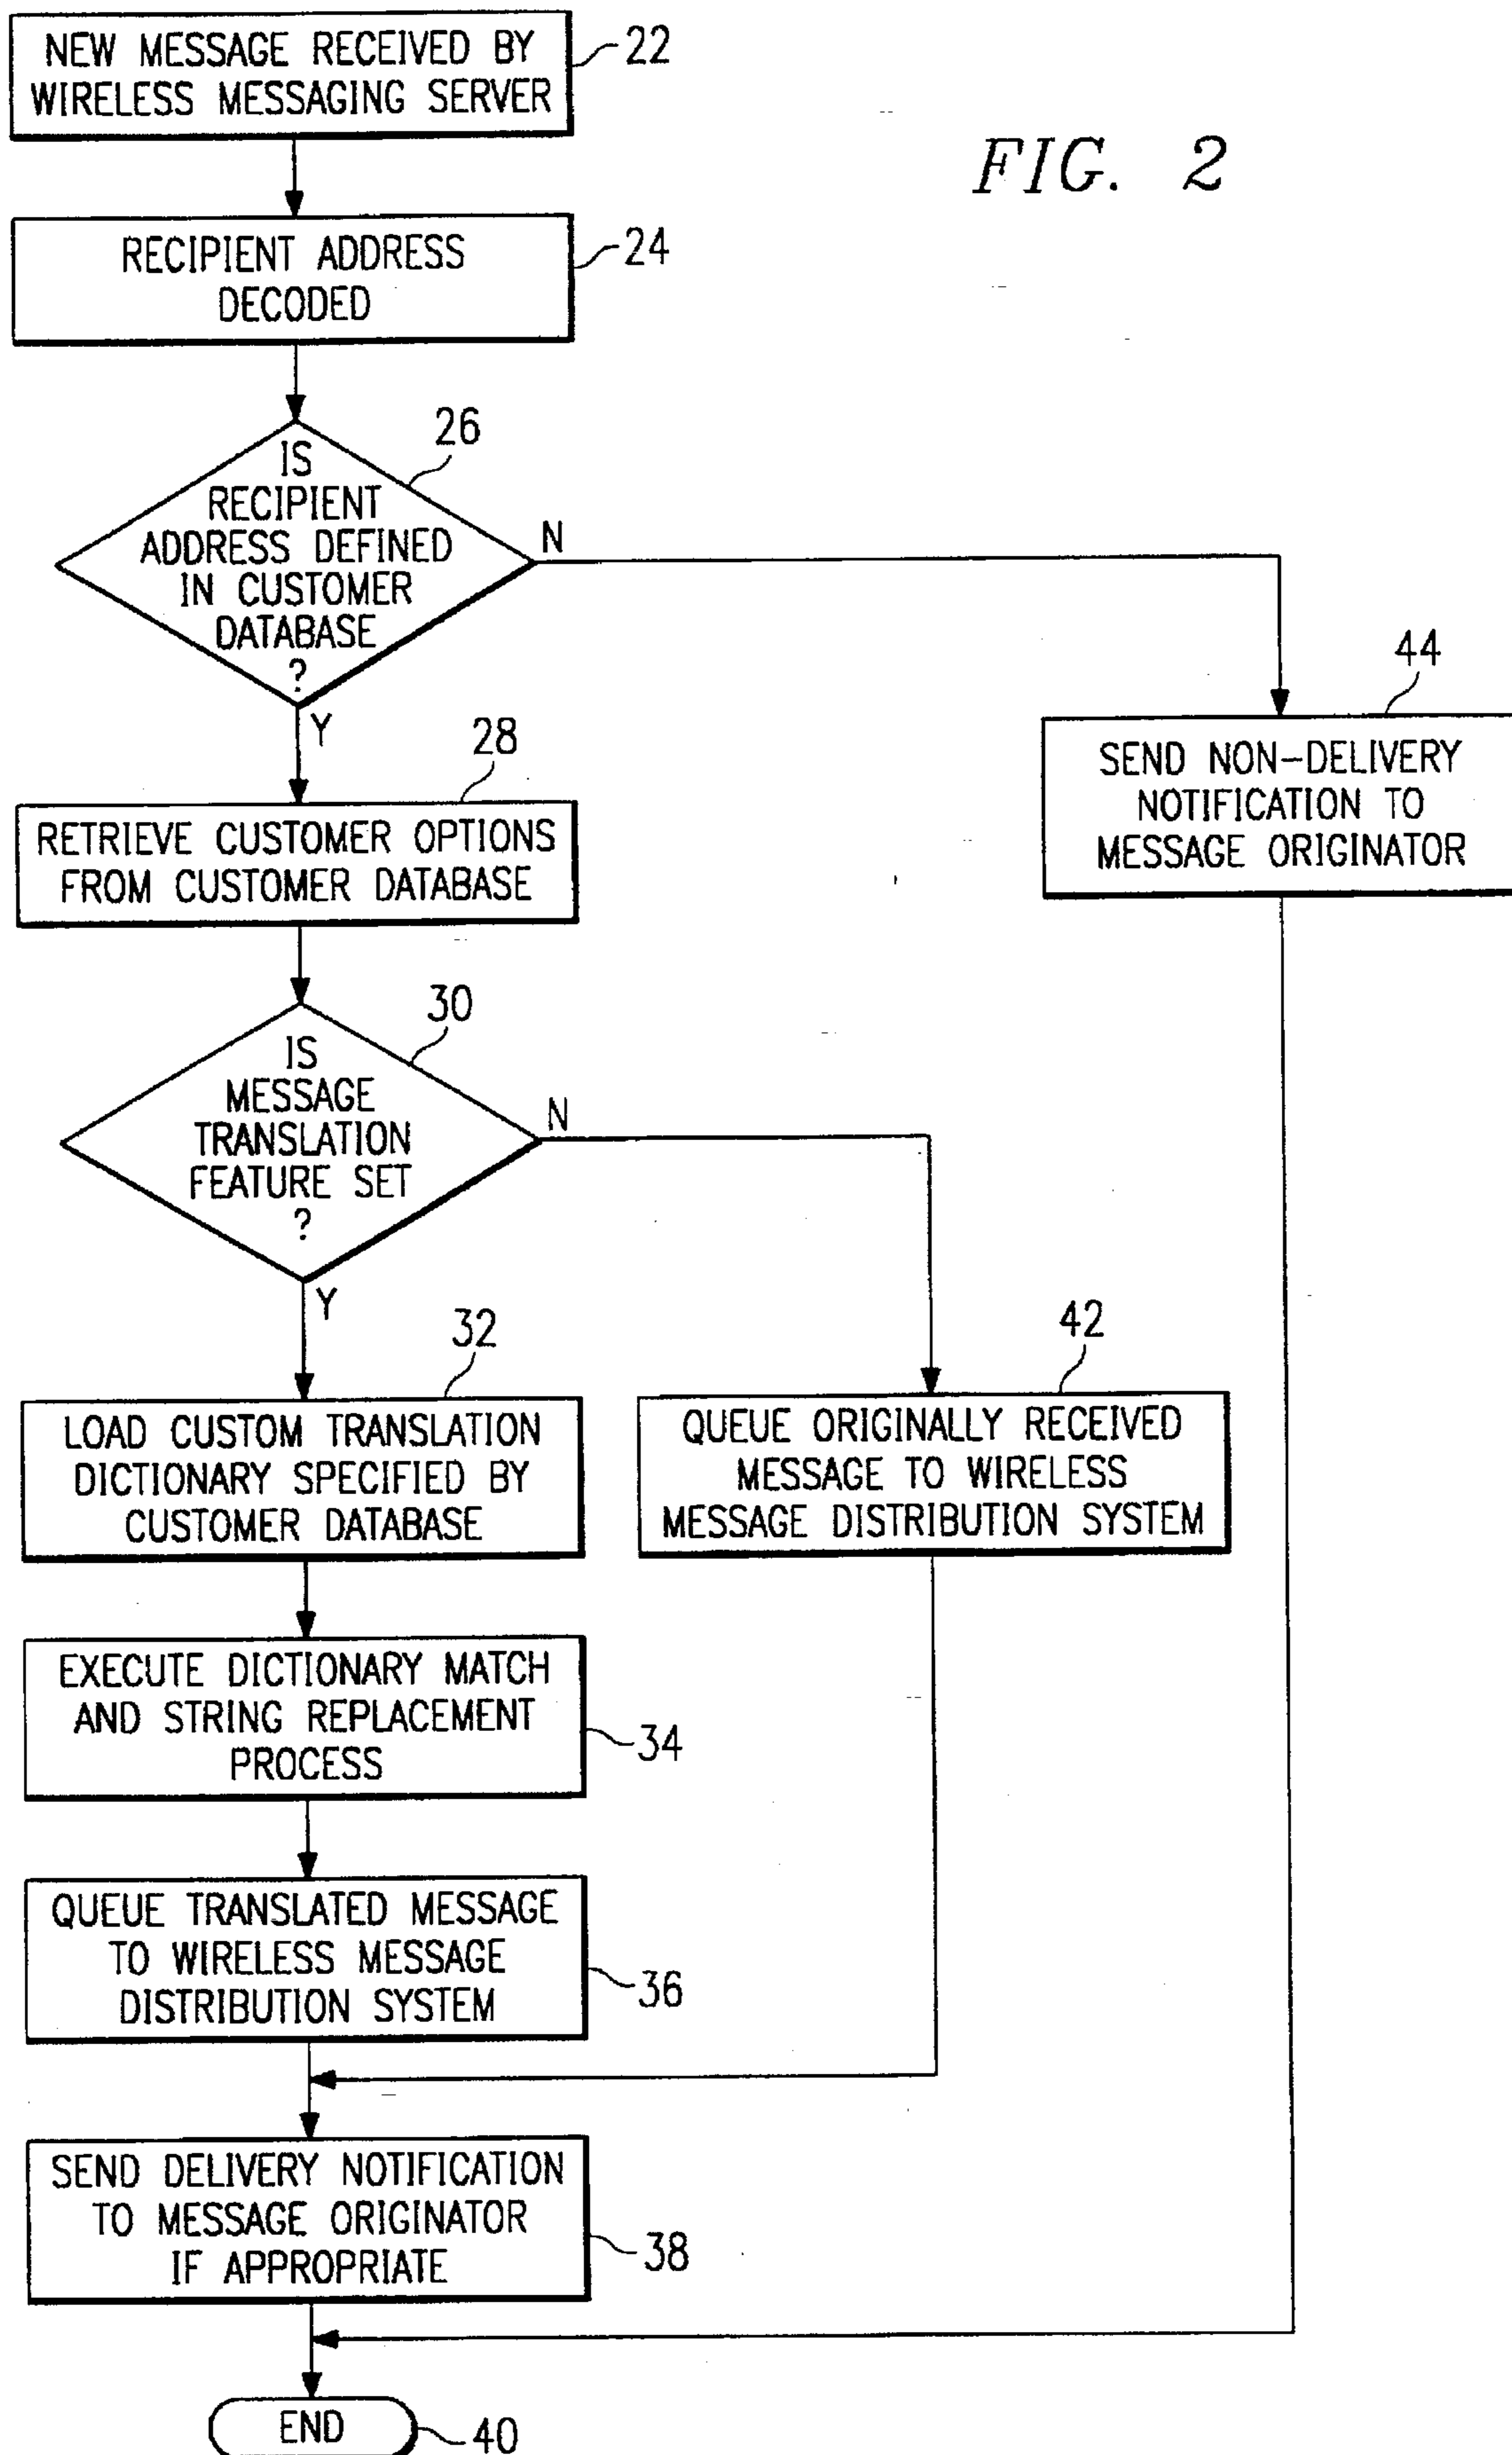 NEW MESSAGE RECEIVED BY
WIRELESS MESSAGING SERVER
22
FIG. 2
RECIPIENT ADDRESS
DECODED
24
26
IS
RECIPIENT
ADDRESS DEFINED
IN CUSTOMER
DATABASE
?
N
Y
44
SEND NON-DELIVERY
NOTIFICATION TO
MESSAGE ORIGINATOR
28
RETRIEVE CUSTOMER OPTIONS
FROM CUSTOMER DATABASE
30
IS
MESSAGE
TRANSLATION
FEATURE SET
?
N
Y
32
LOAD CUSTOM TRANSLATION
DICTIONARY SPECIFIED BY
CUSTOMER DATABASE
42
QUEUE ORIGINALLY RECEIVED
MESSAGE TO WIRELESS
MESSAGE DISTRIBUTION SYSTEM
EXECUTE DICTIONARY MATCH
AND STRING REPLACEMENT
PROCESS
34
QUEUE TRANSLATED MESSAGE
TO WIRELESS MESSAGE
DISTRIBUTION SYSTEM
36
SEND DELIVERY NOTIFICATION
TO MESSAGE ORIGINATOR
IF APPROPRIATE
38
END
40